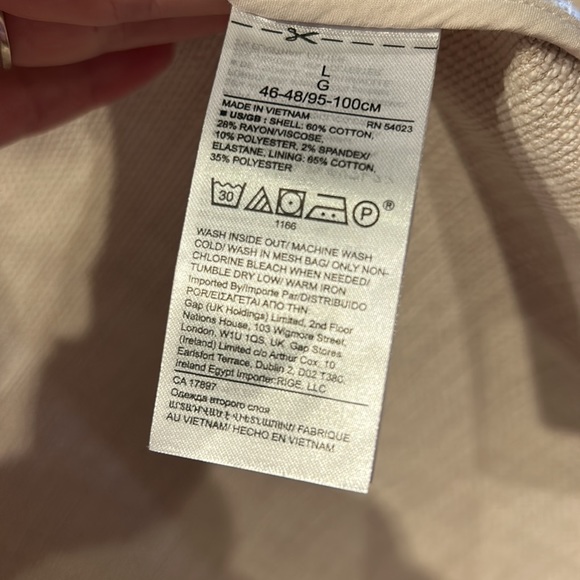 L
G
46-48/95-100CM
MADE IN VIETNAM RN 54023
■ US/GB : SHELL: 60% COTTON,
28% RAYON/VISCOSE,
10% POLYESTER, 2% SPANDEX/
ELASTANE, LINING: 65% COTTON,
35% POLYESTER
30 P ®
1166
WASH INSIDE OUT/ MACHINE WASH
COLD/ WASH IN MESH BAG/ ONLY NON-
CHLORINE BLEACH WHEN NEEDED/
TUMBLE DRY LOW/ WARM IRON
Imported By/Importe Par/DISTRIBUIDO
POR/ΕΙΣΑΓΕΤΑΙ ΑΠΟ ΤΗΝ
Gap (UK Holdings) Limited, 2nd Floor
Nations House, 103 Wigmore Street,
London, W1U 1QS, UK Gap Stores
(Ireland) Limited c/o Arthur Cox, 10
Earlsfort Terrace, Dublin 2, D02 T380,
Ireland Egypt Importer:RIGE, LLC
CA 17897
Одежда второго слоя
ԱՐՏԱԴՐՎԱԾ Է ՎԻԵՏՆԱՄՈՒՄ/ FABRIQUÉ
AU VIETNAM/ HECHO EN VIETNAM